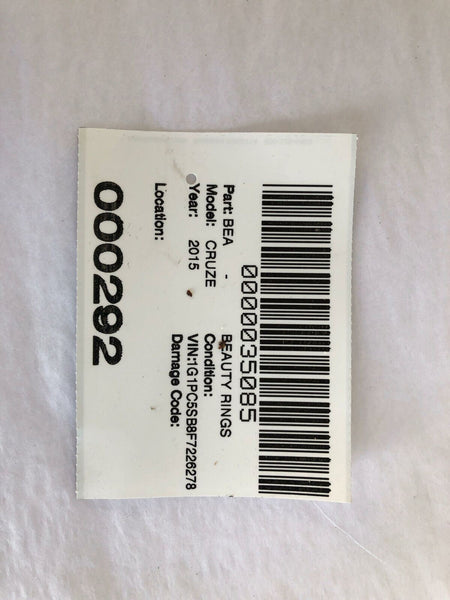 0000035085
Part: BEA - BEAUTY RINGS
Model: CRUZE Condition:
Year: 2015 VIN:1G1PC5SB8F7226278
Damage Code:
Location:
000292